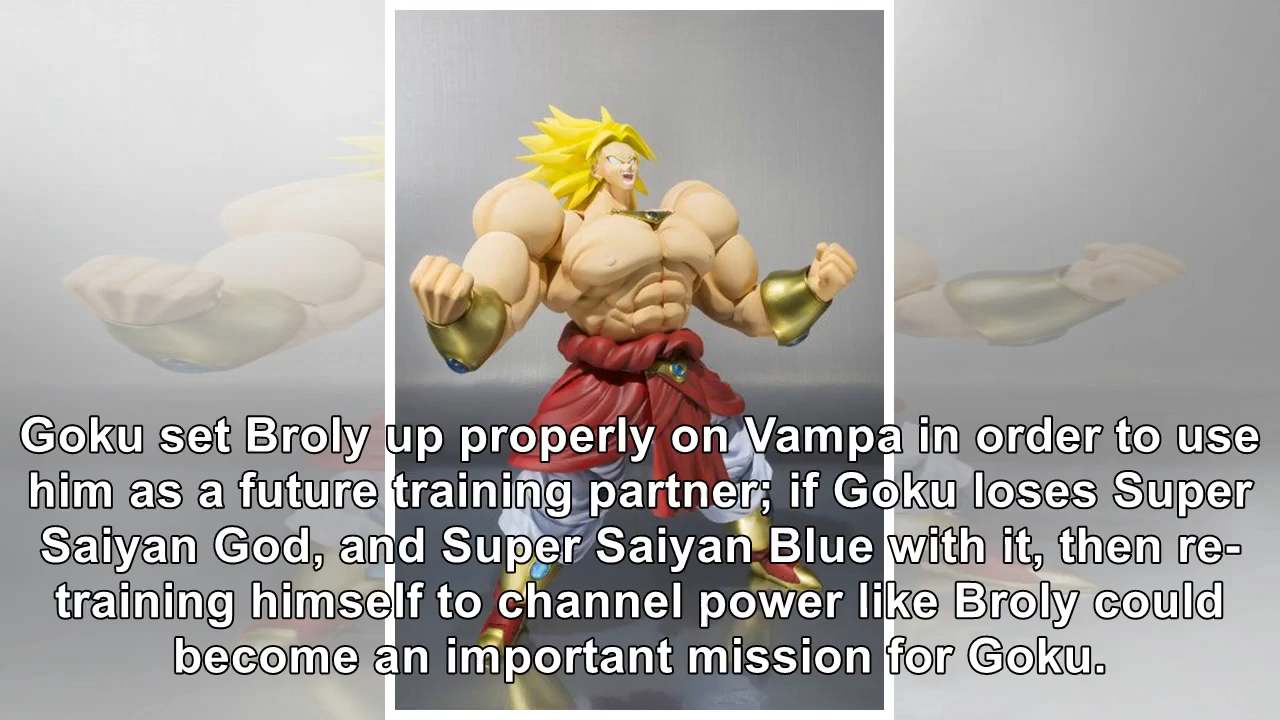 Goku set Broly up properly on Vampa in order to use
him as a future training partner; if Goku loses Super
Saiyan God, and Super Saiyan Blue with it, then re-
training himself to channel power like Broly could
become an important mission for Goku.